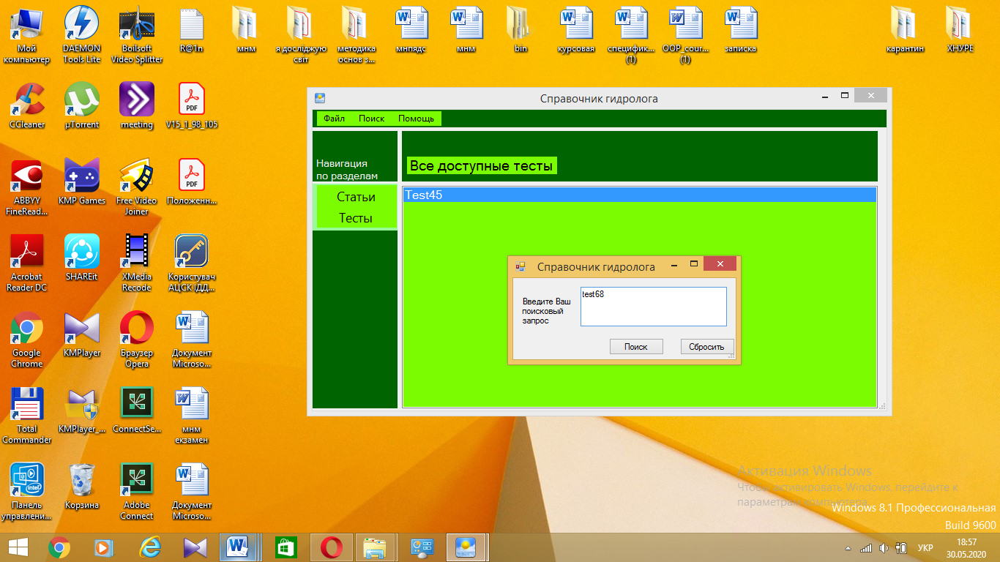 Мой
компьютер
DAEMON
Tools Lite
Boilsoft
Video Splitter
R@1n
мнм
я досліджую
світ
методика
основ з...
мнпядс
мнм
bin
курсовая
специфик...
(1)
OOP_cour...
(1)
записка
карантин
ХНУРЕ
CCleaner
µTorrent
meeting
PDF
V15_1_98_105
ABBYY
FineRead...
KMP Games
Free Video
Joiner
PDF
Положенн...
Acrobat
Reader DC
SHAREit
XMedia
Recode
Користувач
АЦСК ІДД...
Google
Chrome
KMPlayer
Браузер
Opera
Документ
Microso...
Total
Commander
KMPlayer_...
ConnectSe...
мнм
екзамен
Панель
управлени...
Корзина
Adobe
Connect
Документ
Microso...
Справочник гидролога
Файл
Поиск
Помощь
Навигация
по разделам
Все доступные тесты
Статьи
Тесты
Test45
Справочник гидролога
Введите Ваш
поисковый
запрос
test68
Поиск
Сбросить
Активация Windows
Чтобы активировать Windows, перейдите к
параметрам компьютера.
Windows 8.1 Профессиональная
Build 9600
УКР
18:57
30.05.2020